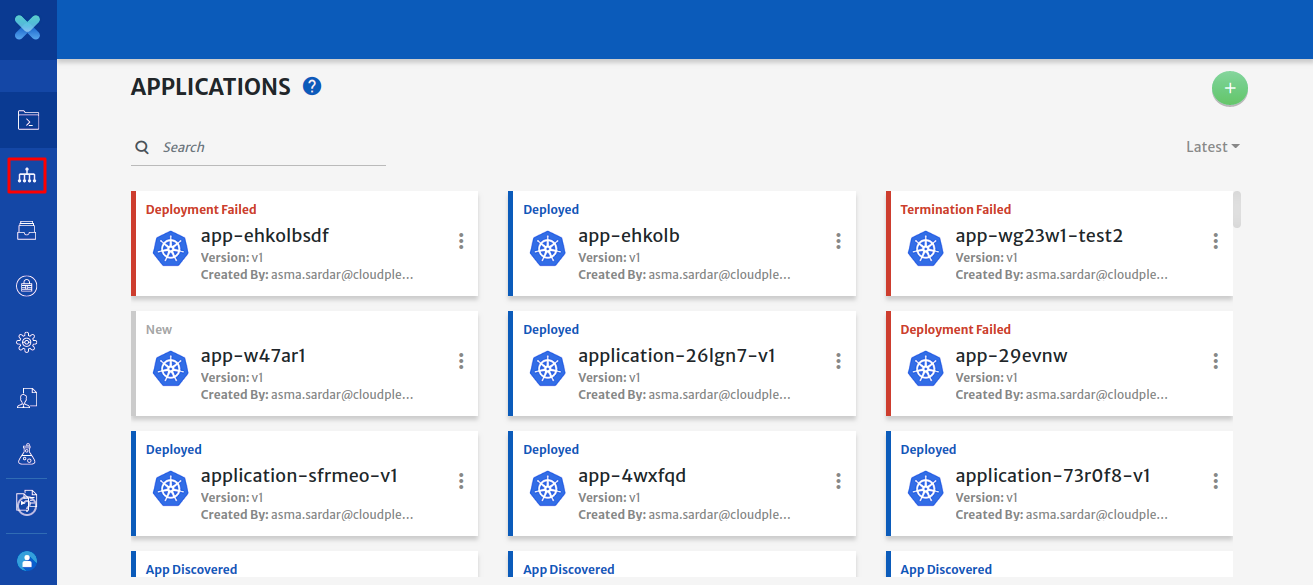 APPLICATIONS ?
Search
Latest
Deployment Failed
app-ehkolbsdf
Version: v1
Created By: asma.sardar@cloudple...
Deployed
app-ehkolb
Version: v1
Created By: asma.sardar@cloudple...
Termination Failed
app-wg23w1-test2
Version: v1
Created By: asma.sardar@cloudple...
New
app-w47ar1
Version: v1
Created By: asma.sardar@cloudple...
Deployed
application-26lgn7-v1
Version: v1
Created By: asma.sardar@cloudple...
Deployment Failed
app-29evnw
Version: v1
Created By: asma.sardar@cloudple...
Deployed
application-sfrmeo-v1
Version: v1
Created By: asma.sardar@cloudple...
Deployed
app-4wxfqd
Version: v1
Created By: asma.sardar@cloudple...
Deployed
application-73r0f8-v1
Version: v1
Created By: asma.sardar@cloudple...
App Discovered
App Discovered
App Discovered